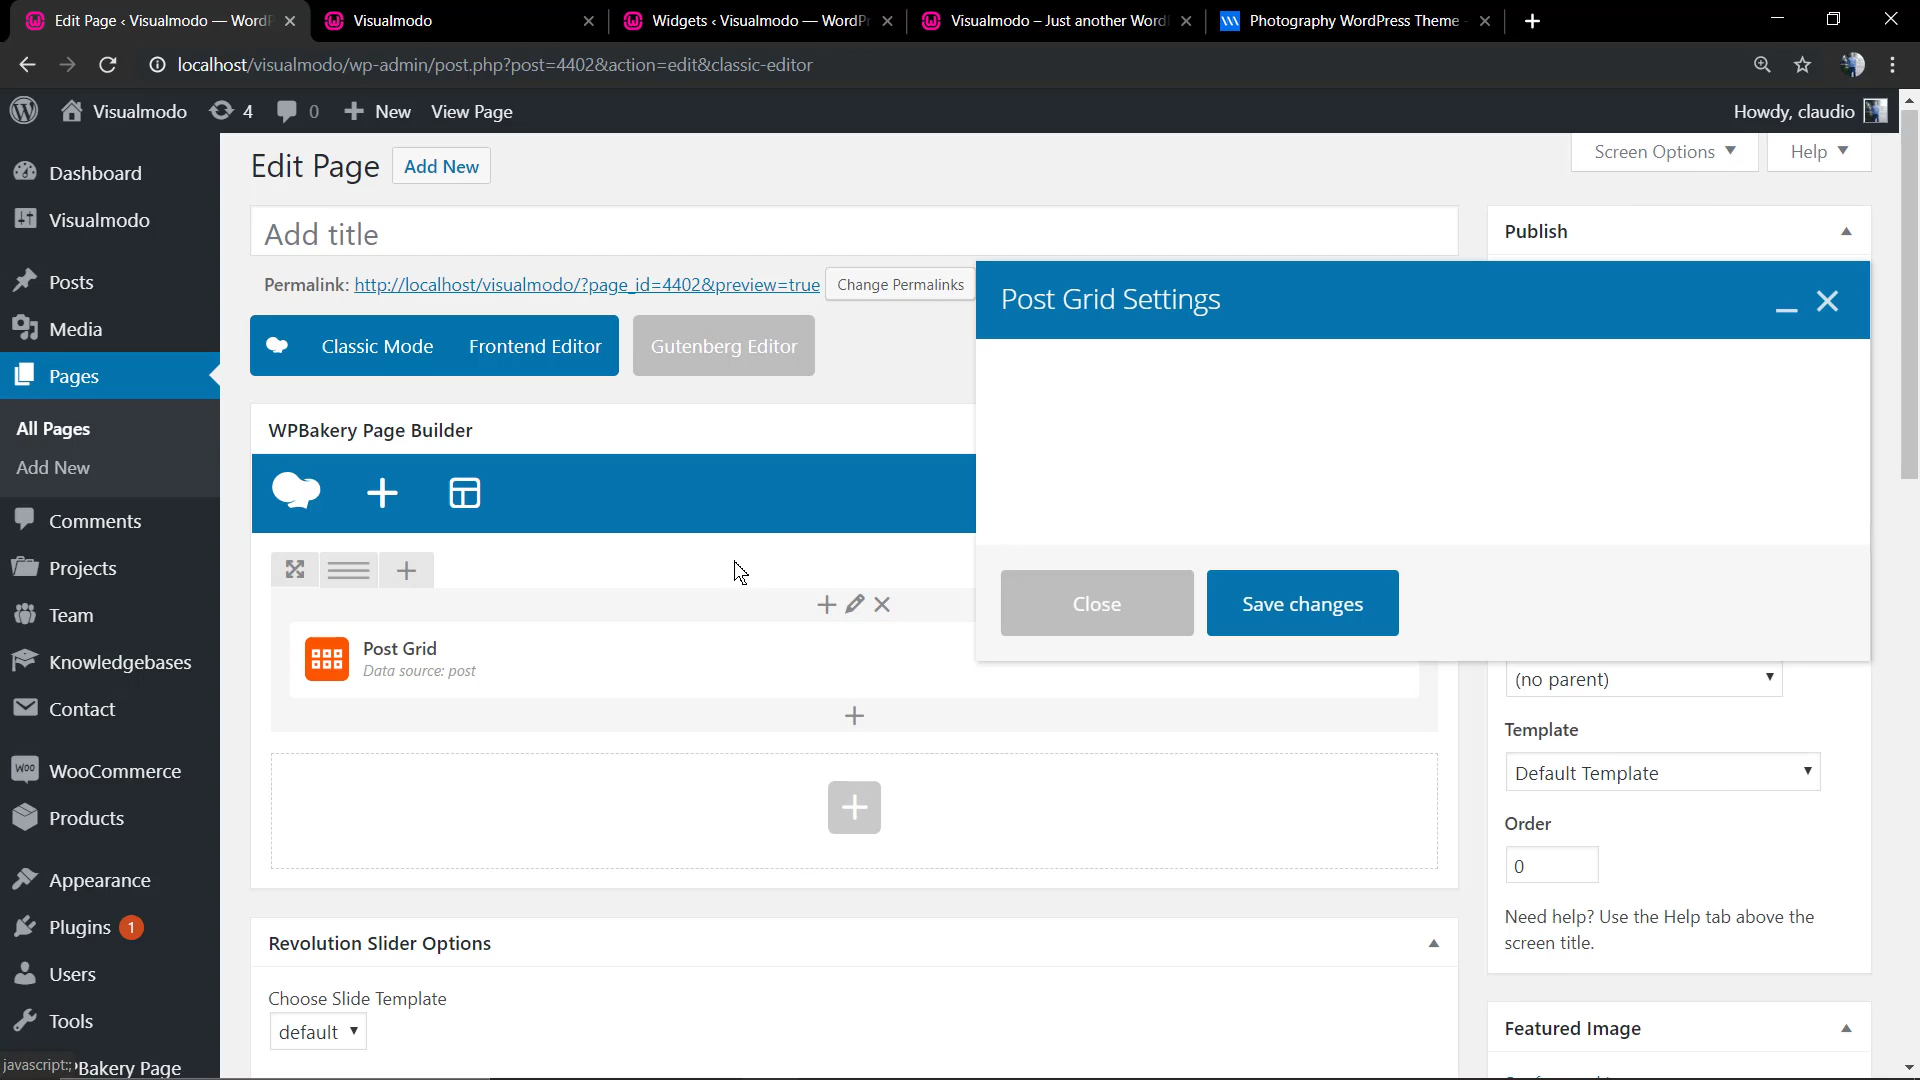 Edit Page ‹ Visualmodo — WordP
Visualmodo
Widgets ‹ Visualmodo — WordPr
Visualmodo – Just another Word
Photography WordPress Theme
localhost/visualmodo/wp-admin/post.php?post=4402&action=edit&classic-editor
Visualmodo
4
0
New
View Page
Howdy, claudio
Dashboard
Visualmodo
Posts
Media
Pages
All Pages
Add New
Comments
Projects
Team
Knowledgebases
Contact
WooCommerce
Products
Appearance
Plugins 1
Users
Tools
Bakery Page
javascript:;
Edit Page
Add New
Screen Options
Help
Add title
Permalink: http://localhost/visualmodo/?page_id=4402&preview=true
Change Permalinks
Classic Mode
Frontend Editor
Gutenberg Editor
WPBakery Page Builder
Post Grid
Data source: post
Revolution Slider Options
Choose Slide Template
default
Publish
Post Grid Settings
Close
Save changes
(no parent)
Template
Default Template
Order
0
Need help? Use the Help tab above the
screen title.
Featured Image